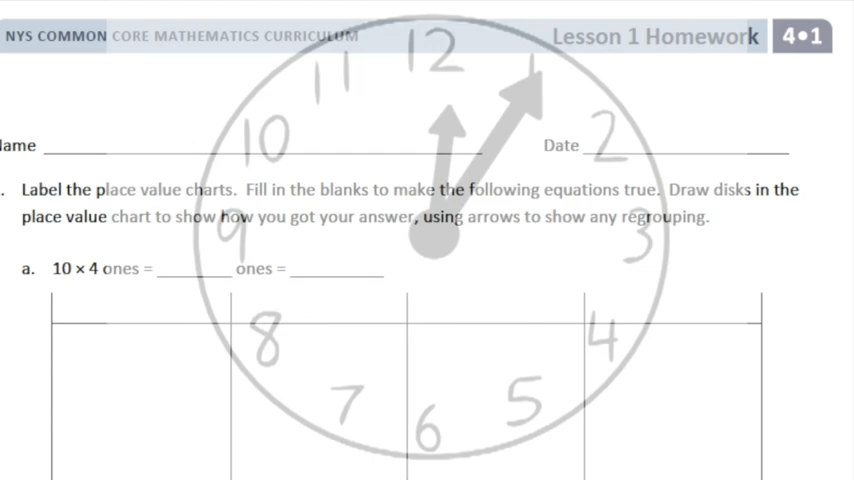 NYS COMMON CORE MATHEMATICS CURRICULUM Lesson 1 Homework 4•1
12
11 1
10 2
ame Date
. Label the place value charts. Fill in the blanks to make the following equations true. Draw disks in the
place value chart to show how you got your answer, using arrows to show any regrouping.
9 3
a. 10 × 4 ones = ________ ones = __________
8 4
7 5
6